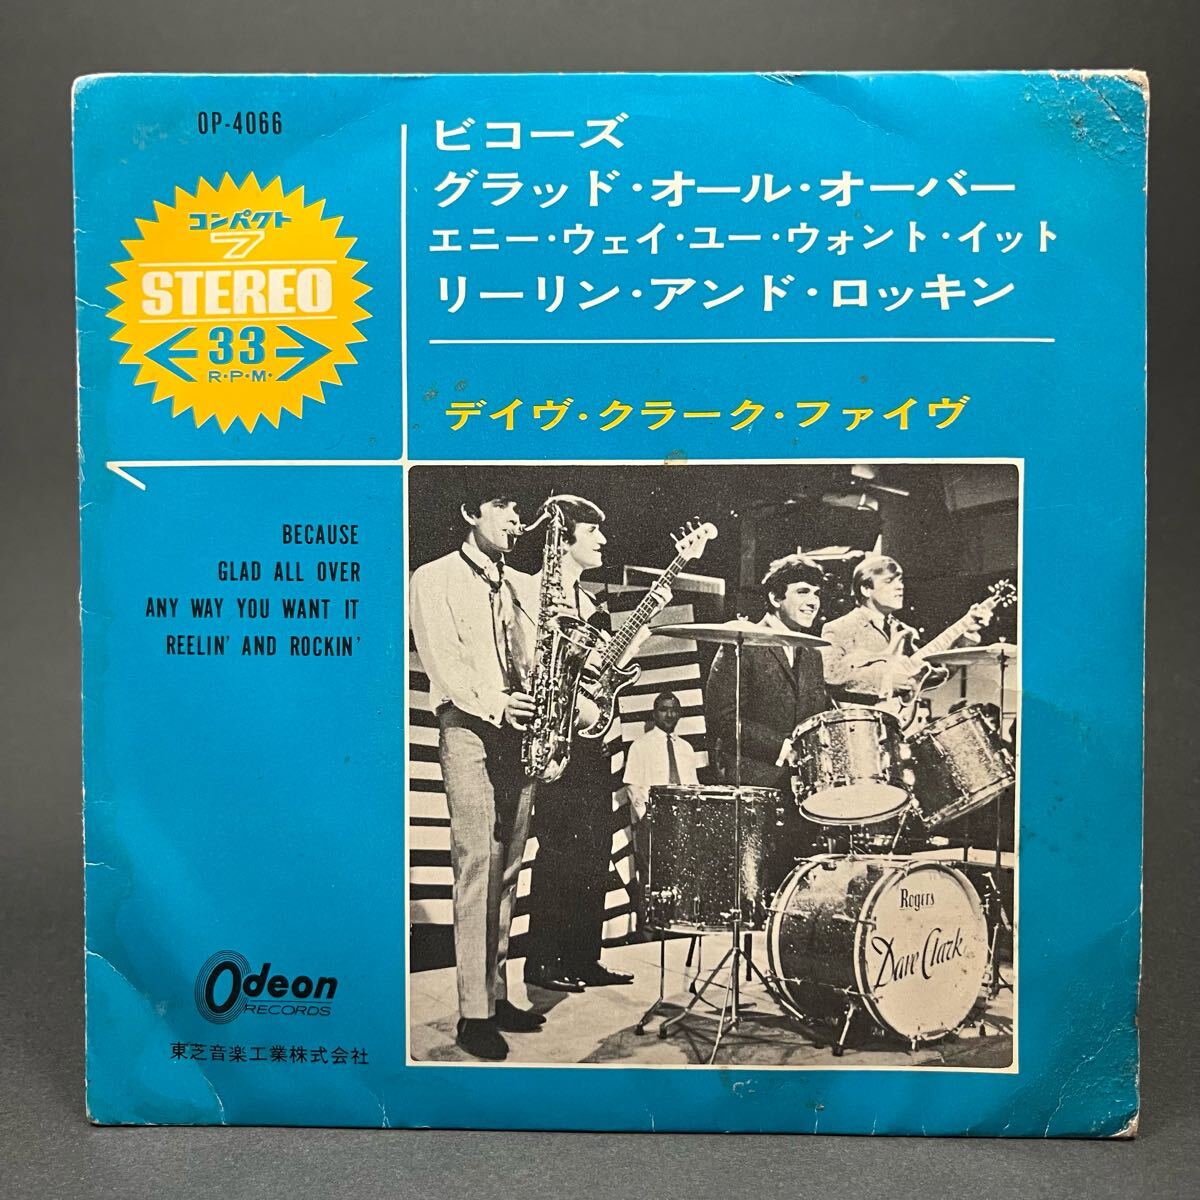 OP-4066
コンパクト
7
STEREO
33
R·P·M·
ビコーズ
グラッド・オール・オーバー
エニー・ウェイ・ユー・ウォント・イット
リーリン・アンド・ロッキン
デイヴ・クラーク・ファイヴ
BECAUSE
GLAD ALL OVER
ANY WAY YOU WANT IT
REELIN' AND ROCKIN'
Rogers
Dave Clark
Odeon
RECORDS
東芝音楽工業株式会社